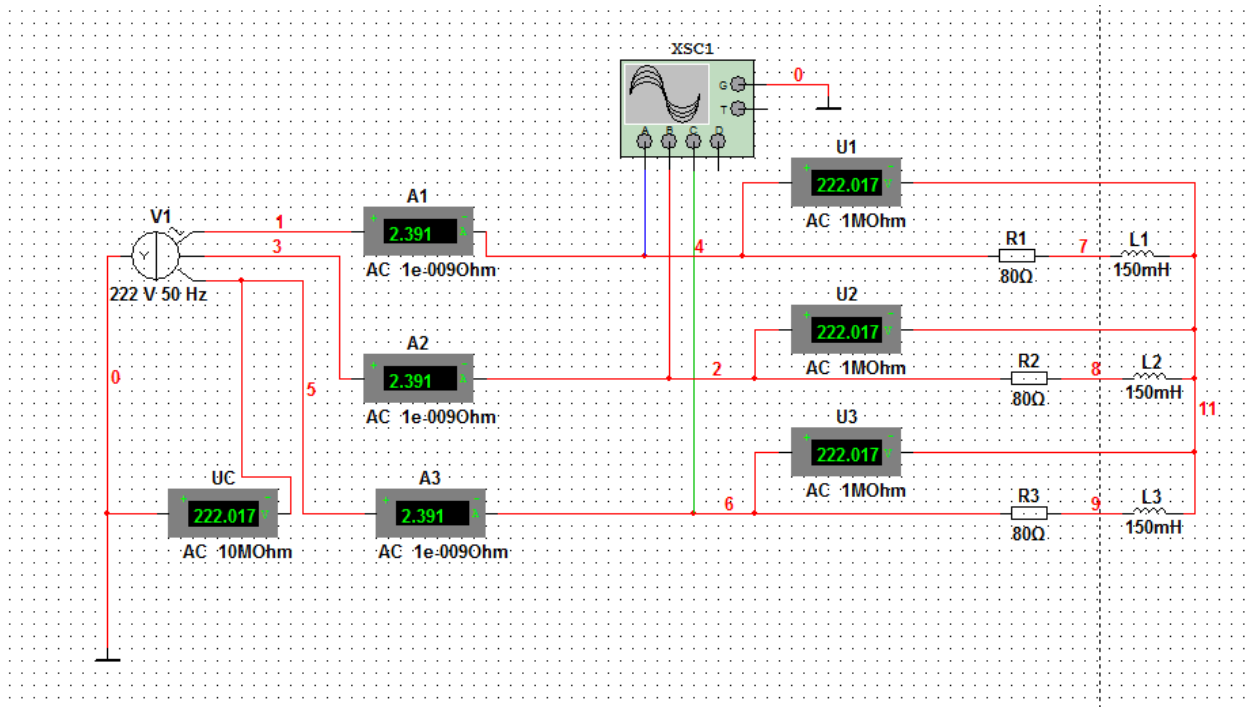 XSC1
0
G
T
A B C D
U1
+ -
222.017 V
AC 1MOhm
A1
+ -
2.391 A
AC 1e-009Ohm
V1
Y
222 V 50 Hz
1
3
4
R1
80Ω
7
L1
150mH
U2
+ -
222.017 V
AC 1MOhm
A2
+ -
2.391 A
AC 1e-009Ohm
0
5
2
R2
80Ω
8
L2
150mH
11
U3
+ -
222.017 V
AC 1MOhm
UC
+ -
222.017 V
AC 10MOhm
A3
+ -
2.391 A
AC 1e-009Ohm
6
R3
80Ω
9
L3
150mH